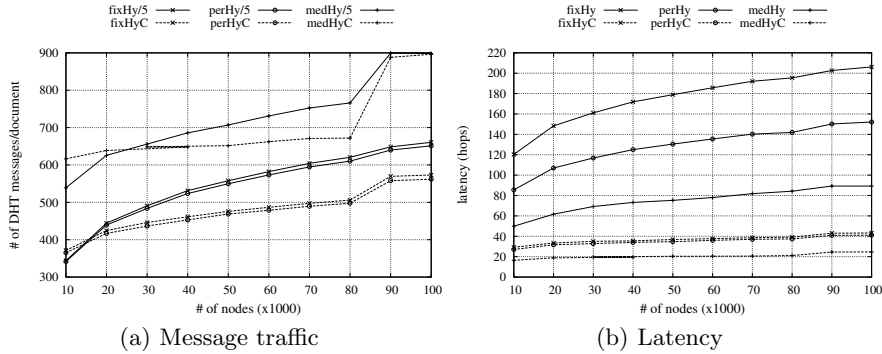 fixHy/5 perHy/5 medHy/5
fixHyC perHyC medHyC
900
800
700
600
500
400
300
# of DHT messages/document
10 20 30 40 50 60 70 80 90 100
# of nodes (x1000)
(a) Message traffic
fixHy perHy medHy
fixHyC perHyC medHyC
220
200
180
160
140
120
100
80
60
40
20
0
latency (hops)
10 20 30 40 50 60 70 80 90 100
# of nodes (x1000)
(b) Latency